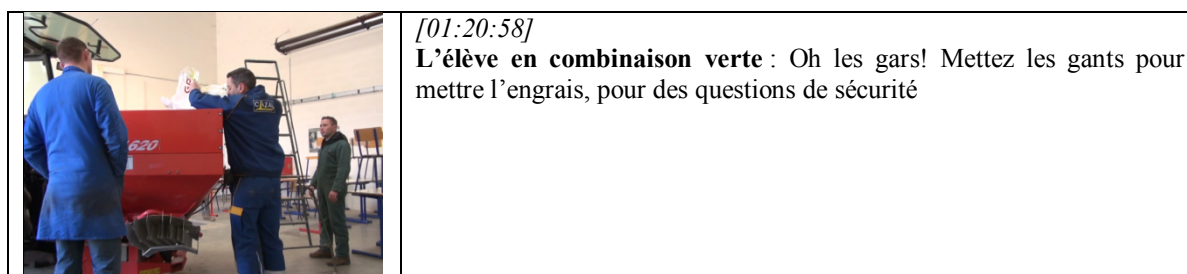 [01:20:58]
L’élève en combinaison verte : Oh les gars! Mettez les gants pour
mettre l’engrais, pour des questions de sécurité
620